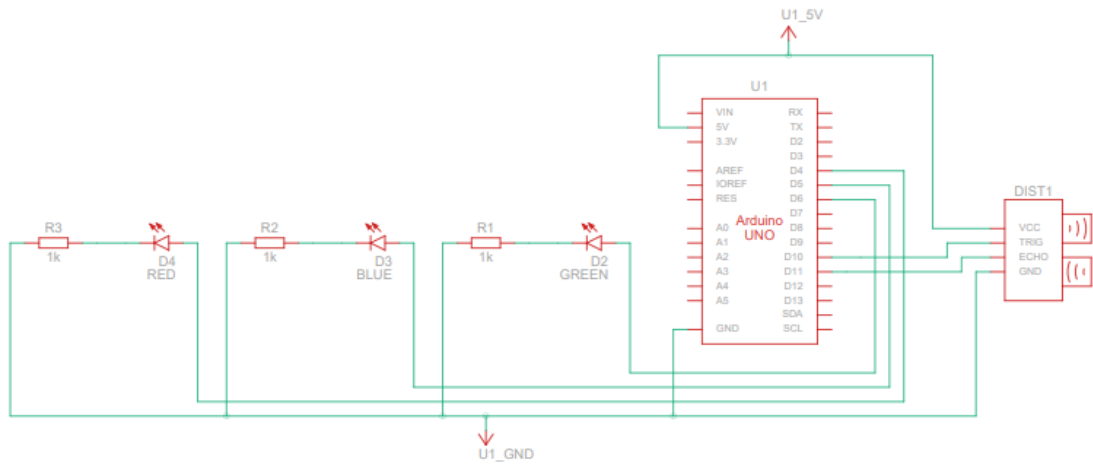 U1_5V
U1
VIN
5V
3.3V
AREF
IOREF
RES
A0
A1
A2
A3
A4
A5
GND
Arduino
UNO
RX
TX
D2
D3
D4
D5
D6
D7
D8
D9
D10
D11
D12
D13
SDA
SCL
DIST1
VCC
TRIG
ECHO
GND
R3
1k
D4
RED
R2
1k
D3
BLUE
R1
1k
D2
GREEN
U1_GND